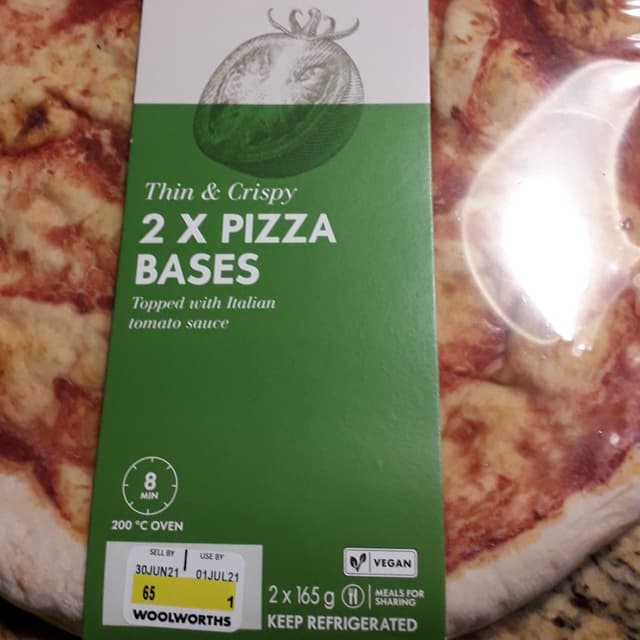 Thin & Crispy
2 X PIZZA
BASES
Topped with Italian
tomato sauce
8
MIN
200 °C OVEN
SELL BY USE BY
30JUN21 01JUL21
65 1
WOOLWORTHS
VEGAN
2 x 165 g
MEALS FOR
SHARING
KEEP REFRIGERATED